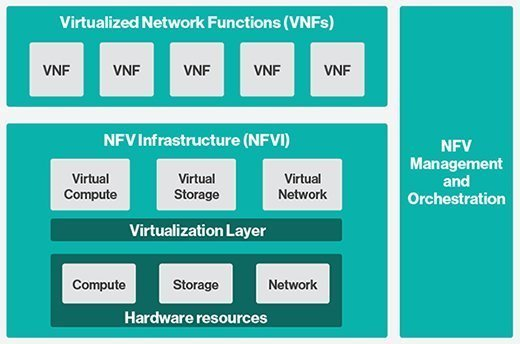 Virtualized Network Functions (VNFs)
VNF VNF VNF VNF VNF
NFV Infrastructure (NFVI)
Virtual Compute
Virtual Storage
Virtual Network
Virtualization Layer
Compute Storage Network
Hardware resources
NFV
Management
and
Orchestration